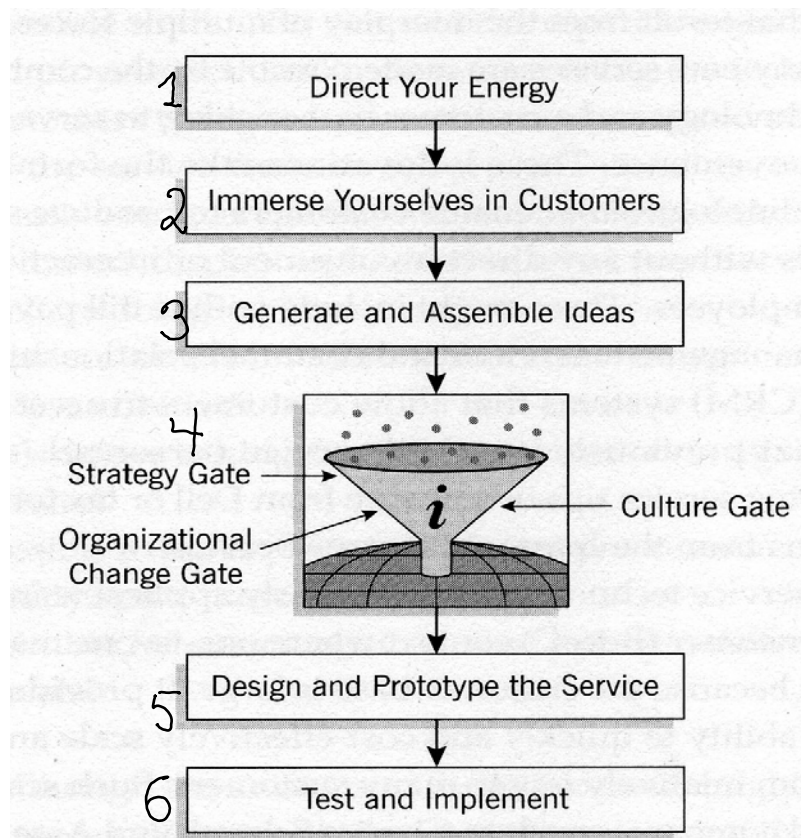 1
Direct Your Energy
2
Immerse Yourselves in Customers
3
Generate and Assemble Ideas
4
Strategy Gate
i
Culture Gate
Organizational
Change Gate
5
Design and Prototype the Service
6
Test and Implement